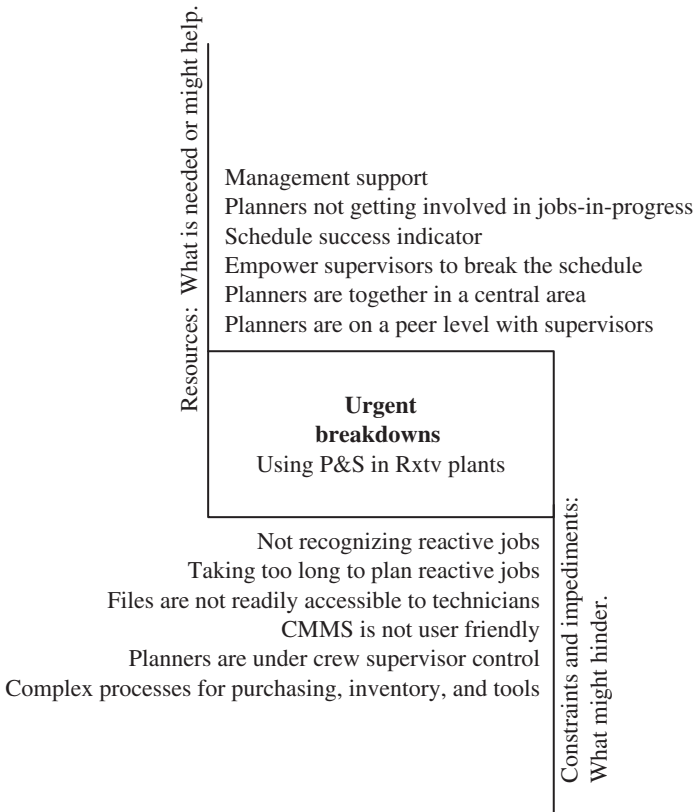 Resources:  What is needed or might help.
Management support
Planners not getting involved in jobs-in-progress
Schedule success indicator
Empower supervisors to break the schedule
Planners are together in a central area
Planners are on a peer level with supervisors
Urgent
breakdowns
Using P&S in Rxtv plants
Not recognizing reactive jobs
Taking too long to plan reactive jobs
Files are not readily accessible to technicians
CMMS is not user friendly
Planners are under crew supervisor control
Complex processes for purchasing, inventory, and tools
Constraints and impediments:
What might hinder.